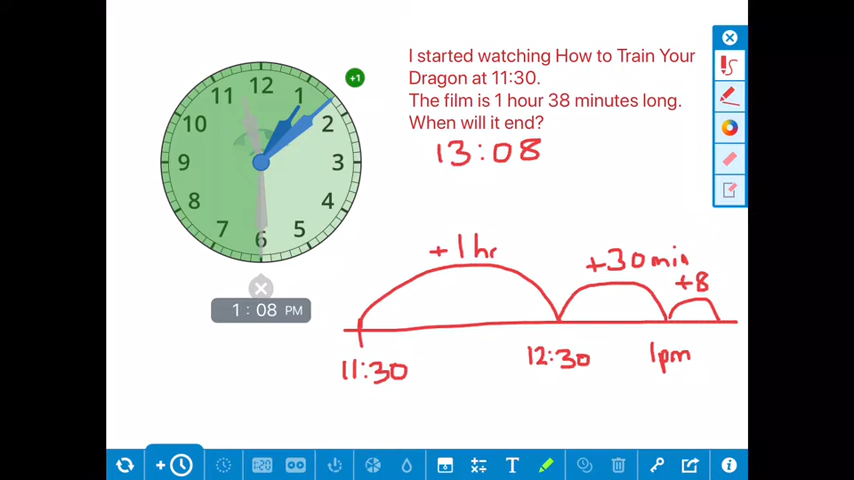 12
11
1
10
2
9
3
8
4
7
5
6
+1
1:08 PM
I started watching How to Train Your
Dragon at 11:30.
The film is 1 hour 38 minutes long.
When will it end?
13:08
+1hr
+30min
+8
11:30
12:30
1pm
1:20
T